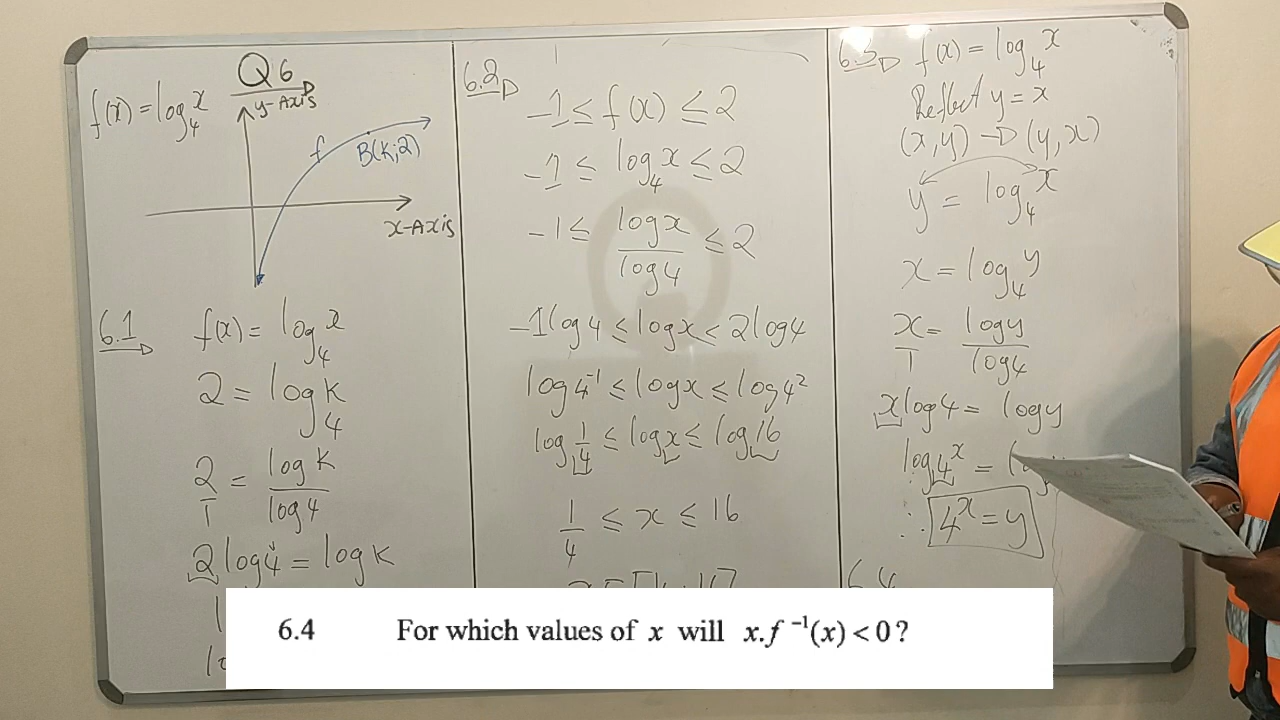 Q6
f(x) = log₄ x
y-Axis
f
B(k;2)
x-Axis
6.1
f(x) = log₄ x
2 = log₄ k
2/1 = log k / log 4
2 log 4 = log k
6.2
-1 ≤ f(x) ≤ 2
-1 ≤ log₄ x ≤ 2
-1 ≤ log x / log 4 ≤ 2
-1 log 4 ≤ log x ≤ 2 log 4
log 4⁻¹ ≤ log x ≤ log 4²
log 1/4 ≤ log x ≤ log 16
1/4 ≤ x ≤ 16
6.3 f(x) = log₄ x
Reflect y = x
(x,y) → (y,x)
y = log₄ x
x = log₄ y
x/1 = log y / log 4
x log 4 = log y
log 4ˣ =
∴ 4ˣ = y
6.4
6.4 For which values of x will x.f ⁻¹(x) < 0 ?